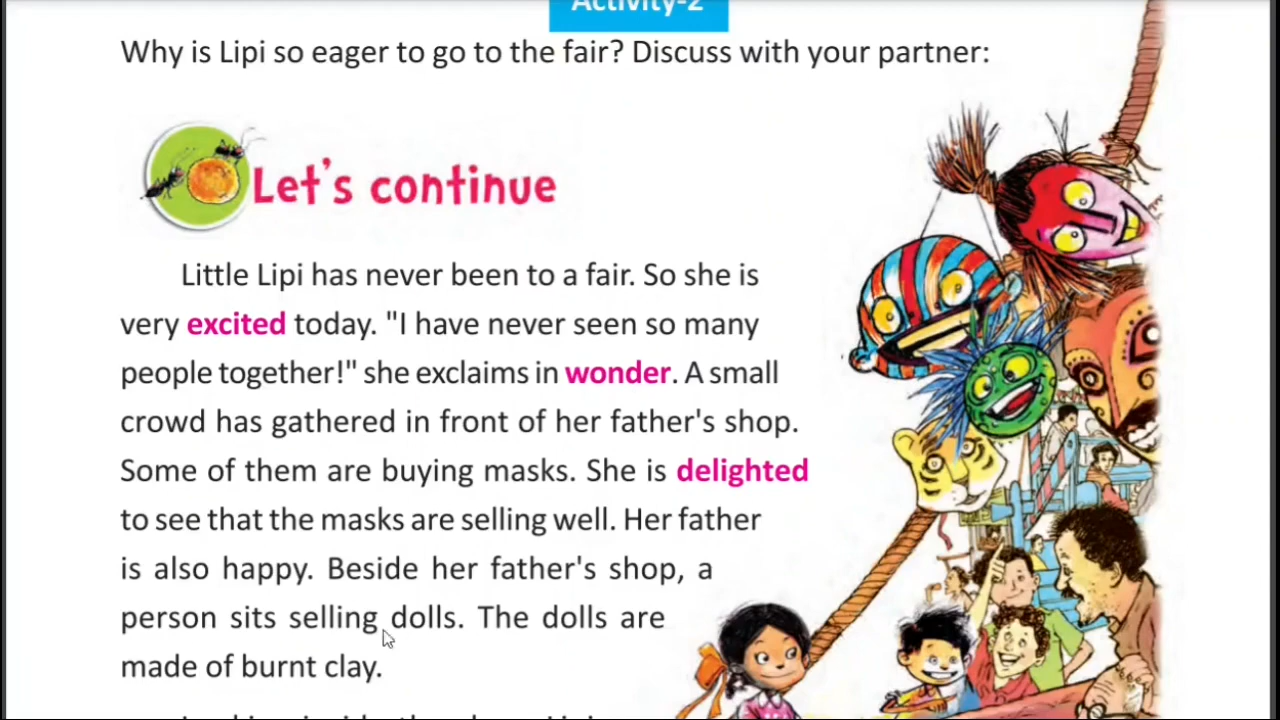 Activity-2
Why is Lipi so eager to go to the fair? Discuss with your partner:
Let's continue
Little Lipi has never been to a fair. So she is
very excited today. "I have never seen so many
people together!" she exclaims in wonder. A small
crowd has gathered in front of her father's shop.
Some of them are buying masks. She is delighted
to see that the masks are selling well. Her father
is also happy. Beside her father's shop, a
person sits selling dolls. The dolls are
made of burnt clay.